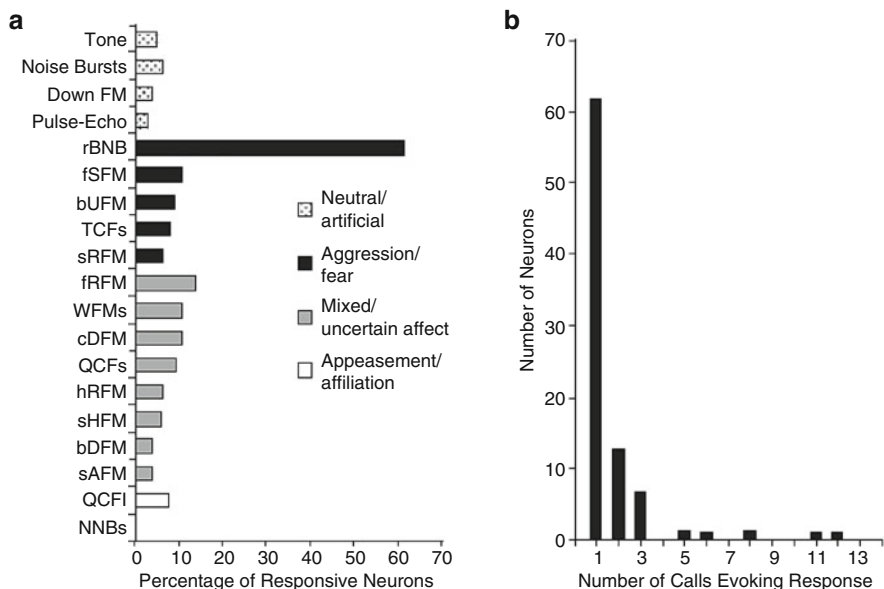 a
Tone
Noise Bursts
Down FM
Pulse-Echo
rBNB
fSFM
bUFM
TCFs
sRFM
fRFM
WFMs
cDFM
QCFs
hRFM
sHFM
bDFM
sAFM
QCFl
NNBs
Neutral/
artificial
Aggression/
fear
Mixed/
uncertain affect
Appeasement/
affiliation
0 10 20 30 40 50 60 70
Percentage of Responsive Neurons
b
70
60
50
40
30
20
10
0
Number of Neurons
1 3 5 6 7 9 11 13
Number of Calls Evoking Response